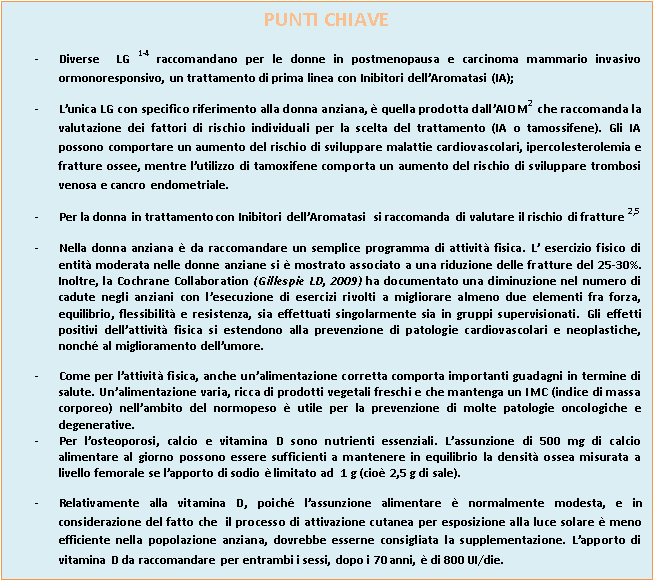 PUNTI CHIAVE
- Diverse LG 1-4 raccomandano per le donne in postmenopausa e carcinoma mammario invasivo
ormonoresponsivo, un trattamento di prima linea con Inibitori dell'Aromatasi (IA);
- L'unica LG con specifico riferimento alla donna anziana, è quella prodotta dall'AIOM2 che raccomanda la
valutazione dei fattori di rischio individuali per la scelta del trattamento (IA o tamossifene). Gli IA
possono comportare un aumento del rischio di sviluppare malattie cardiovascolari, ipercolesterolemia e
fratture ossee, mentre l'utilizzo di tamoxifene comporta un aumento del rischio di sviluppare trombosi
venosa e cancro endometriale.
- Per la donna in trattamento con Inibitori dell'Aromatasi si raccomanda di valutare il rischio di fratture 2,5
- Nella donna anziana è da raccomandare un semplice programma di attività fisica. L' esercizio fisico di
entità moderata nelle donne anziane si è mostrato associato a una riduzione delle fratture del 25-30%.
Inoltre, la Cochrane Collaboration (Gillespie LD, 2009) ha documentato una diminuzione nel numero di
cadute negli anziani con l'esecuzione di esercizi rivolti a migliorare almeno due elementi fra forza,
equilibrio, flessibilità e resistenza, sia effettuati singolarmente sia in gruppi supervisionati. Gli effetti
positivi dell'attività fisica si estendono alla prevenzione di patologie cardiovascolari e neoplastiche,
nonché al miglioramento dell'umore.
- Come per l'attività fisica, anche un'alimentazione corretta comporta importanti guadagni in termine di
salute. Un'alimentazione varia, ricca di prodotti vegetali freschi e che mantenga un IMC (indice di massa
corporeo) nell'ambito del normopeso è utile per la prevenzione di molte patologie oncologiche e
degenerative.
- Per l'osteoporosi, calcio e vitamina D sono nutrienti essenziali. L'assunzione di 500 mg di calcio
alimentare al giorno possono essere sufficienti a mantenere in equilibrio la densità ossea misurata a
livello femorale se l'apporto di sodio è limitato ad 1 g (cioè 2,5 g di sale).
- Relativamente alla vitamina D, poiché l'assunzione alimentare è normalmente modesta, e in
considerazione del fatto che il processo di attivazione cutanea per esposizione alla luce solare è meno
efficiente nella popolazione anziana, dovrebbe esserne consigliata la supplementazione. L'apporto di
vitamina D da raccomandare per entrambi i sessi, dopo i 70 anni, è di 800 UI/die.